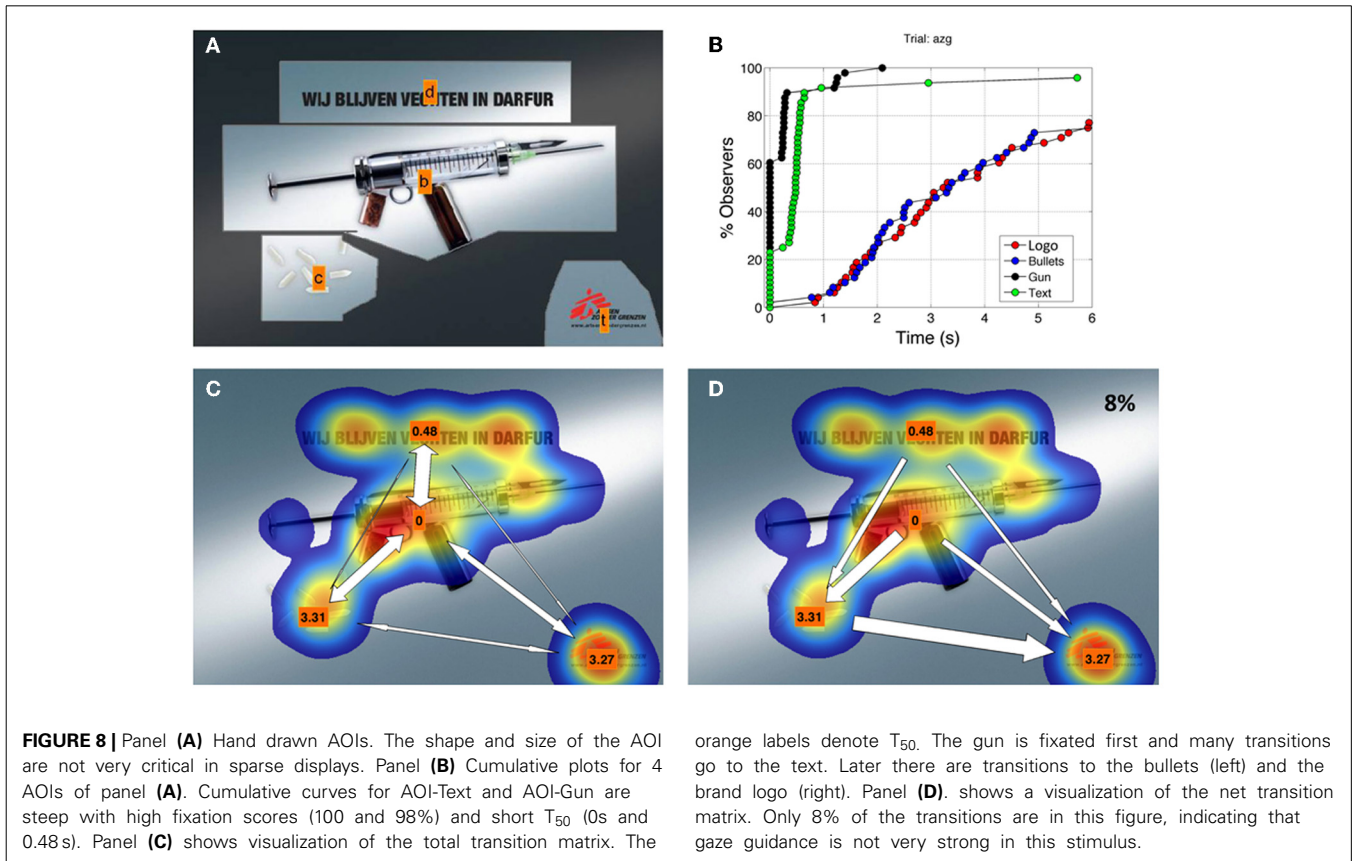 A
WIJ BLIJVEN VECHTEN IN DARFUR
d
b
c
t
ARTSEN
ZONDER GRENZEN
www.artsenzondergrenzen.nl
B
Trial: azg
% Observers
100
80
60
40
20
0
0 1 2 3 4 5 6
Time (s)
Logo
Bullets
Gun
Text
C
WIJ BLIJVEN VECHTEN IN DARFUR
0.48
0
3.31
3.27
D
8%
WIJ BLIJVEN VECHTEN IN DARFUR
0.48
0
3.31
3.27
FIGURE 8 | Panel (A) Hand drawn AOIs. The shape and size of the AOI
are not very critical in sparse displays. Panel (B) Cumulative plots for 4
AOIs of panel (A). Cumulative curves for AOI-Text and AOI-Gun are
steep with high fixation scores (100 and 98%) and short T50 (0s and
0.48 s). Panel (C) shows visualization of the total transition matrix. The
orange labels denote T50. The gun is fixated first and many transitions
go to the text. Later there are transitions to the bullets (left) and the
brand logo (right). Panel (D). shows a visualization of the net transition
matrix. Only 8% of the transitions are in this figure, indicating that
gaze guidance is not very strong in this stimulus.